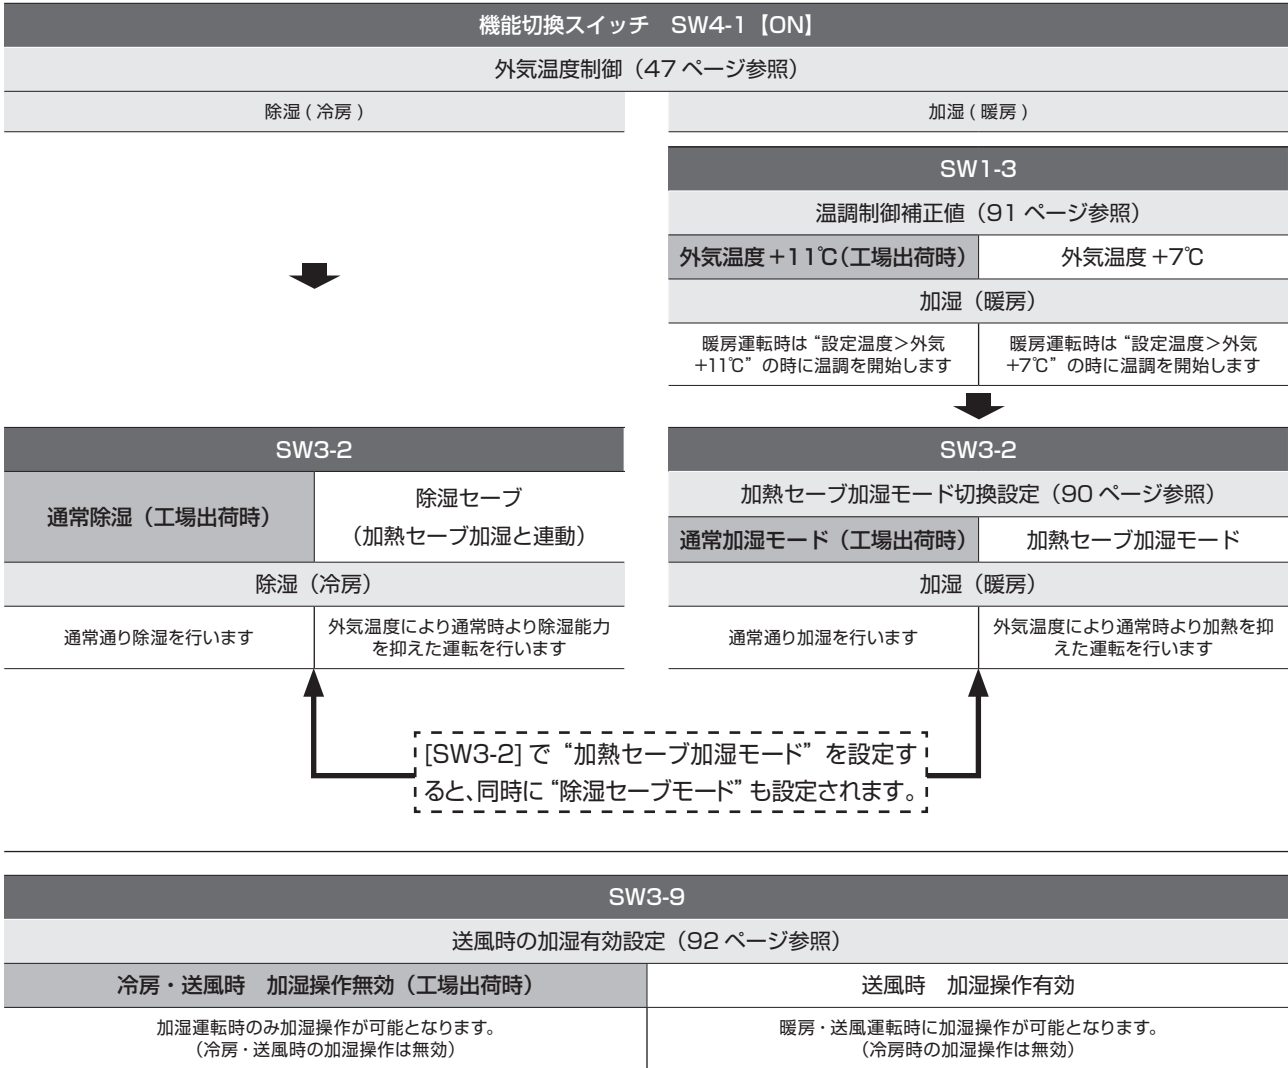 機能切換スイッチ　SW4-1【ON】
外気温度制御（47 ページ参照）
除湿 ( 冷房 )
加湿 ( 暖房 )
SW1-3
温調制御補正値（91 ページ参照）
外気温度 +11℃（工場出荷時）
外気温度 +7℃
加湿（暖房）
暖房運転時は “設定温度＞外気
+11℃” の時に温調を開始します
暖房運転時は “設定温度＞外気
+7℃” の時に温調を開始します
SW3-2
通常除湿（工場出荷時）
除湿セーブ
（加熱セーブ加湿と連動）
除湿（冷房）
通常通り除湿を行います
外気温度により通常時より除湿能力
を抑えた運転を行います
SW3-2
加熱セーブ加湿モード切換設定（90 ページ参照）
通常加湿モード（工場出荷時）
加熱セーブ加湿モード
加湿（暖房）
通常通り加湿を行います
外気温度により通常時より加熱を抑
えた運転を行います
[SW3-2] で “加熱セーブ加湿モード” を設定す
ると、同時に “除湿セーブモード” も設定されます。
SW3-9
送風時の加湿有効設定（92 ページ参照）
冷房・送風時　加湿操作無効（工場出荷時）
送風時　加湿操作有効
加湿運転時のみ加湿操作が可能となります。
（冷房・送風時の加湿操作は無効）
暖房・送風運転時に加湿操作が可能となります。
（冷房時の加湿操作は無効）